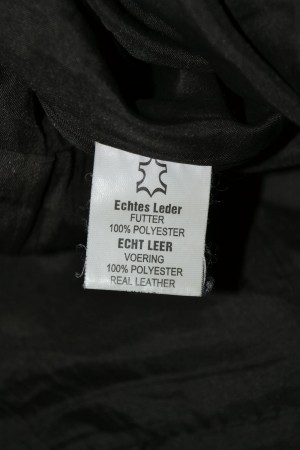 Echtes Leder
FUTTER
100% POLYESTER
ECHT LEER
VOERING
100% POLYESTER
REAL LEATHER